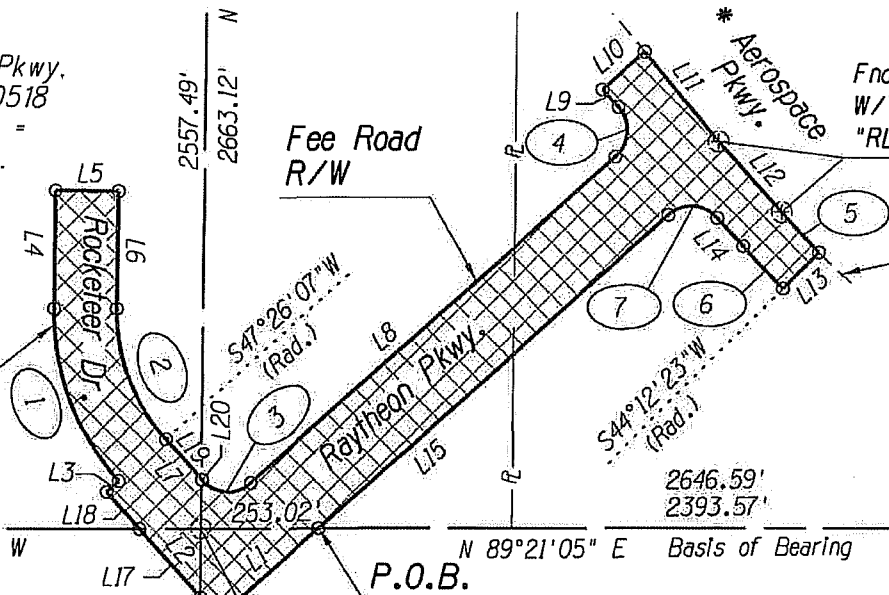 Pkwy.
0518
=
N
2557.49'
2663.12'
L10
L11
* Aerospace
Pkwy.
L9
Fnd
W/
"RL
4
Fee Road
R/W
PL
L12
5
L5
L4
Rocketeer Dr.
L6
L14
L13
7
6
S47°26'07"W
(Rad.)
L8
Raytheon Pkwy.
S44°12'23"W
(Rad.)
1
2
L20
3
L19
L7
L15
L3
L18
PL
2646.59'
2393.57'
253.02'
W
L2
L1
N 89°21'05" E Basis of Bearing
L17
P.O.B.